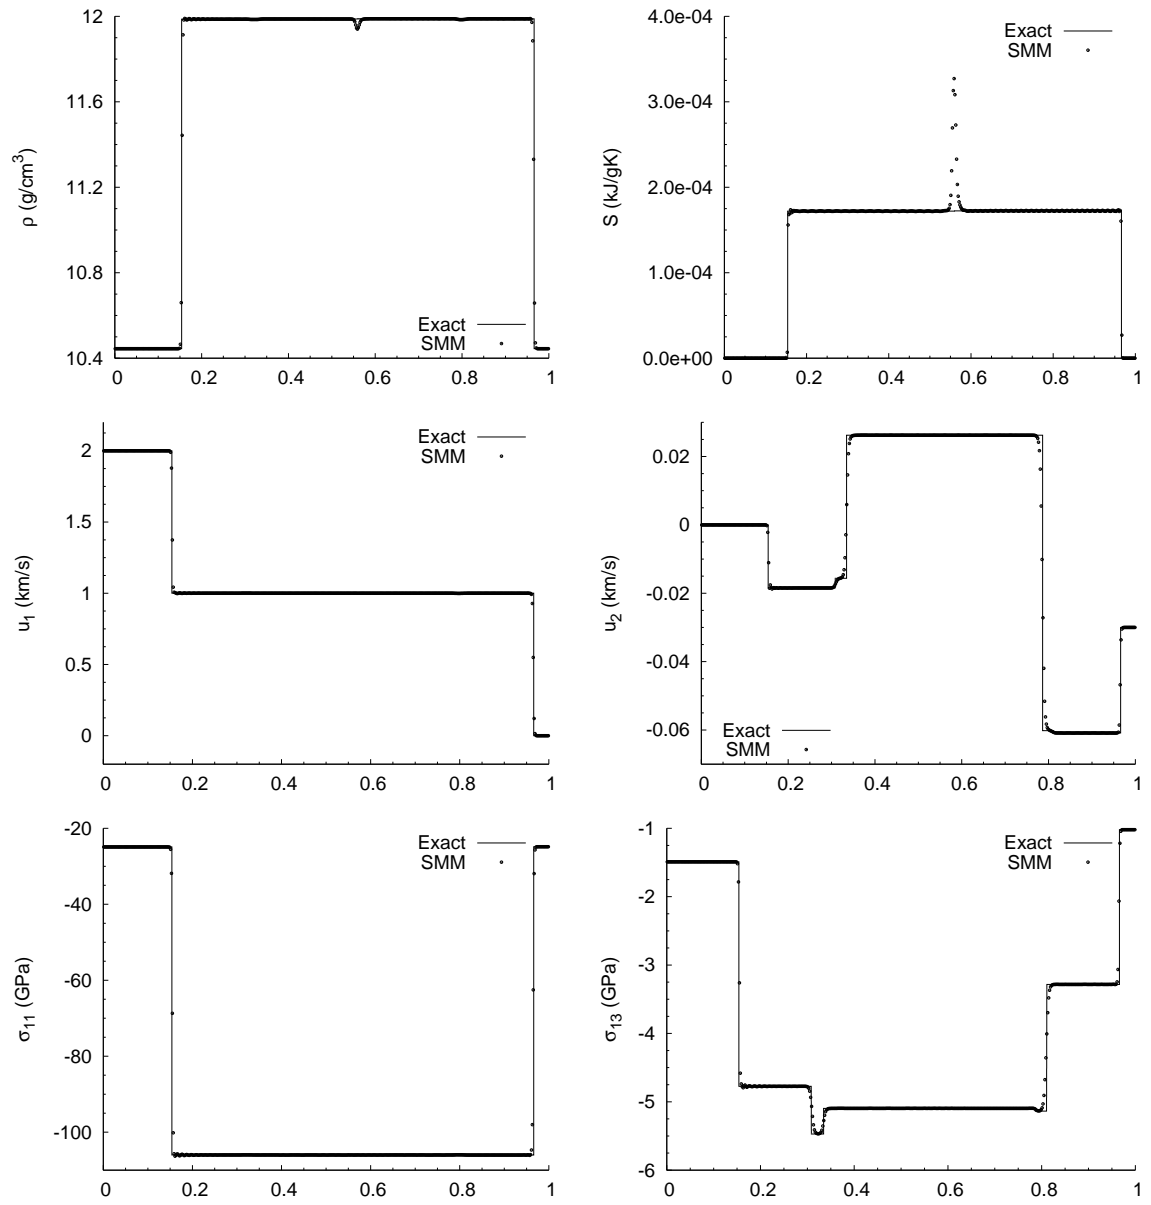 12
11.6
11.2
10.8
10.4
ρ (g/cm³)
Exact
SMM
0 0.2 0.4 0.6 0.8 1
4.0e-04
3.0e-04
2.0e-04
1.0e-04
0.0e+00
S (kJ/gK)
Exact
SMM
0 0.2 0.4 0.6 0.8 1
2
1.5
1
0.5
0
u₁ (km/s)
Exact
SMM
0 0.2 0.4 0.6 0.8 1
0.02
0
-0.02
-0.04
-0.06
u₂ (km/s)
Exact
SMM
0 0.2 0.4 0.6 0.8 1
-20
-40
-60
-80
-100
σ₁₁ (GPa)
Exact
SMM
0 0.2 0.4 0.6 0.8 1
-1
-2
-3
-4
-5
-6
σ₁₃ (GPa)
Exact
SMM
0 0.2 0.4 0.6 0.8 1